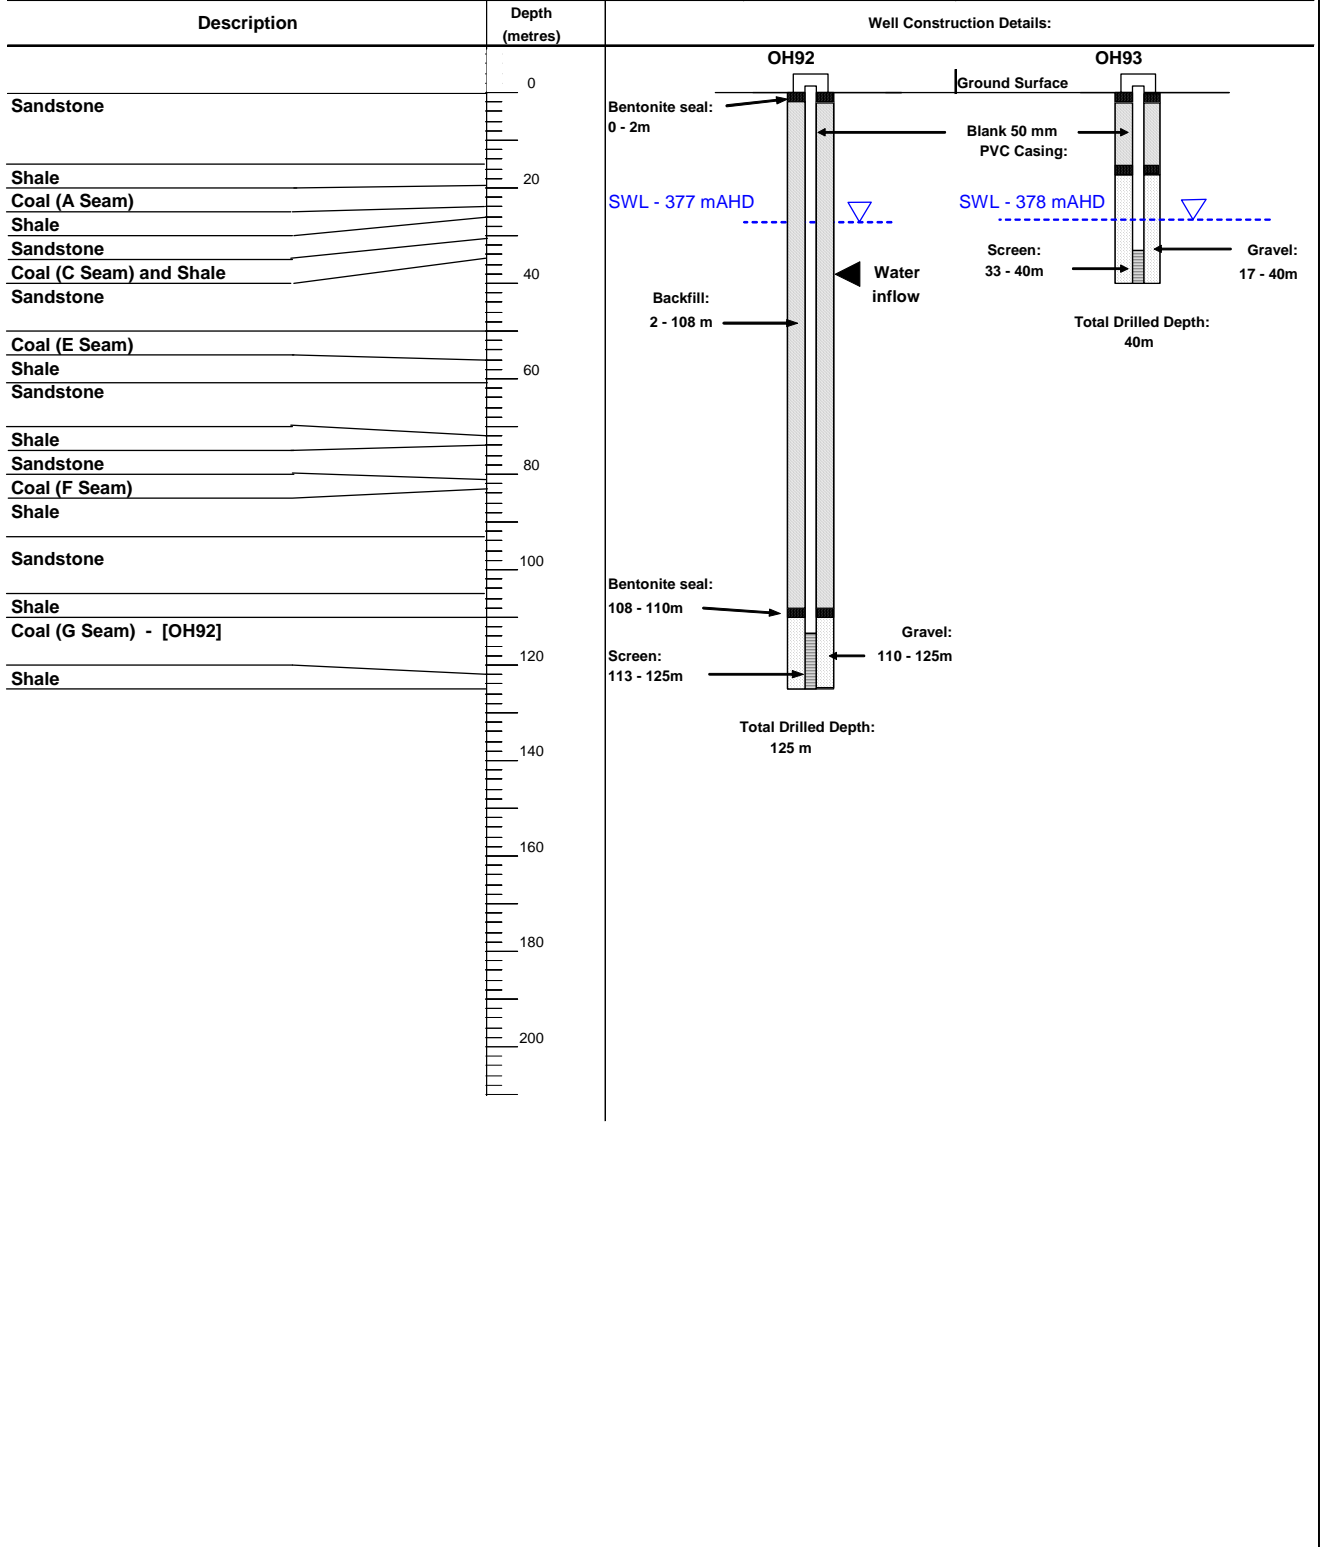 Description
Depth
(metres)
Well Construction Details:
OH92
OH93
0
Ground Surface
Sandstone
Bentonite seal:
0 - 2m
Blank 50 mm
PVC Casing:
Shale
20
Coal (A Seam)
SWL - 377 mAHD
SWL - 378 mAHD
Shale
Sandstone
Screen:
33 - 40m
Gravel:
17 - 40m
Coal (C Seam) and Shale
40
Water
inflow
Sandstone
Backfill:
2 - 108 m
Total Drilled Depth:
40m
Coal (E Seam)
Shale
60
Sandstone
Shale
Sandstone
80
Coal (F Seam)
Shale
Sandstone
100
Bentonite seal:
108 - 110m
Shale
Coal (G Seam) - [OH92]
Gravel:
110 - 125m
120
Screen:
113 - 125m
Shale
Total Drilled Depth:
125 m
140
160
180
200